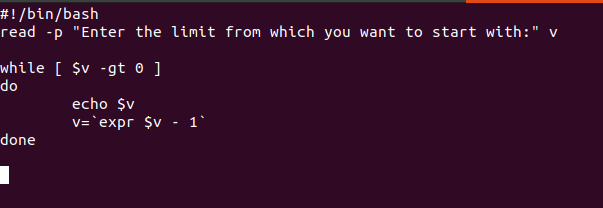 #!/bin/bash
read -p "Enter the limit from which you want to start with:" v
while [ $v -gt 0 ]
do
echo $v
v=`expr $v - 1`
done